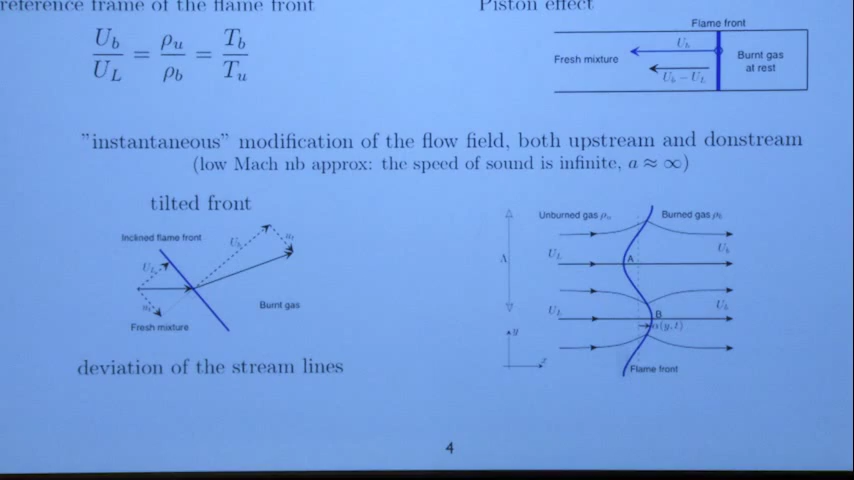 reference frame of the flame front
Piston effect
U_b / U_L = ρ_u / ρ_b = T_b / T_u
Flame front
Fresh mixture
U_b
U_b − U_L
Burnt gas
at rest
"instantaneous" modification of the flow field, both upstream and donstream
(low Mach nb approx: the speed of sound is infinite, a ≈ ∞)
tilted front
Inclined flame front
U_b
U_L
Burnt gas
Fresh mixture
deviation of the stream lines
Unburned gas ρ_u
Burned gas ρ_b
Λ
U_L
A
U_b
U_L
B
U_b
α(y, t)
y
Flame front
4